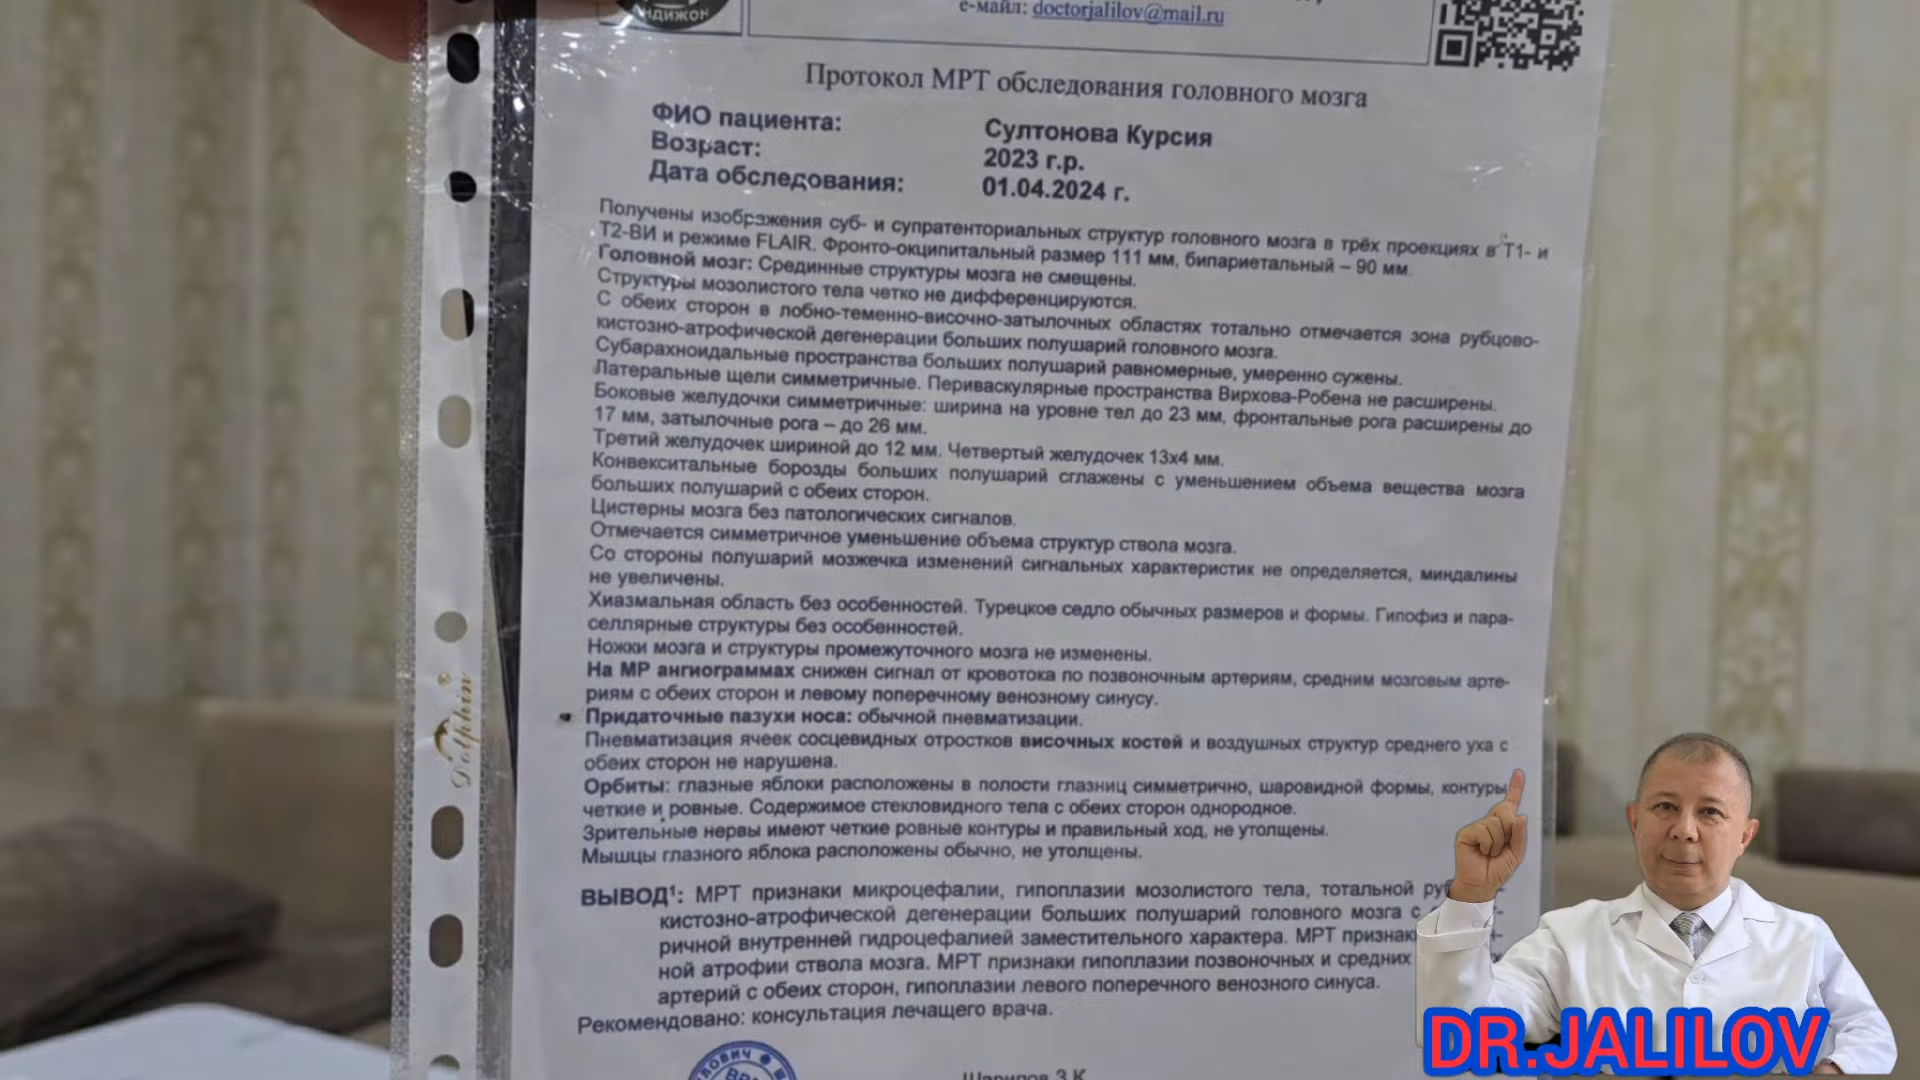 ндижон
е-майл: doctorjalilov@mail.ru
Протокол МРТ обследования головного мозга
ФИО пациента: Султонова Курсия
Возраст: 2023 г.р.
Дата обследования: 01.04.2024 г.
Получены изображения суб- и супратенториальных структур головного мозга в трёх проекциях в Т1- и
Т2-ВИ и режиме FLAIR. Фронто-окципитальный размер 111 мм, бипариетальный – 90 мм.
Головной мозг: Срединные структуры мозга не смещены.
Структуры мозолистого тела четко не дифференцируются.
С обеих сторон в лобно-теменно-височно-затылочных областях тотально отмечается зона рубцово-
кистозно-атрофической дегенерации больших полушарий головного мозга.
Субарахноидальные пространства больших полушарий равномерные, умеренно сужены.
Латеральные щели симметричные. Периваскулярные пространства Вирхова-Робена не расширены.
Боковые желудочки симметричные: ширина на уровне тел до 23 мм, фронтальные рога расширены до
17 мм, затылочные рога – до 26 мм.
Третий желудочек шириной до 12 мм. Четвертый желудочек 13х4 мм.
Конвекситальные борозды больших полушарий сглажены с уменьшением объема вещества мозга
больших полушарий с обеих сторон.
Цистерны мозга без патологических сигналов.
Отмечается симметричное уменьшение объема структур ствола мозга.
Со стороны полушарий мозжечка изменений сигнальных характеристик не определяется, миндалины
не увеличены.
Хиазмальная область без особенностей. Турецкое седло обычных размеров и формы. Гипофиз и пара-
селлярные структуры без особенностей.
Ножки мозга и структуры промежуточного мозга не изменены.
На МР ангиограммах снижен сигнал от кровотока по позвоночным артериям, средним мозговым арте-
риям с обеих сторон и левому поперечному венозному синусу.
Придаточные пазухи носа: обычной пневматизации.
Пневматизация ячеек сосцевидных отростков височных костей и воздушных структур среднего уха с
обеих сторон не нарушена.
Орбиты: глазные яблоки расположены в полости глазниц симметрично, шаровидной формы, контуры
четкие и ровные. Содержимое стекловидного тела с обеих сторон однородное.
Зрительные нервы имеют четкие ровные контуры и правильный ход, не утолщены.
Мышцы глазного яблока расположены обычно, не утолщены.
ВЫВОД¹: МРТ признаки микроцефалии, гипоплазии мозолистого тела, тотальной
кистозно-атрофической дегенерации больших полушарий головного мозга с
ричной внутренней гидроцефалией заместительного характера. МРТ
ной атрофии ствола мозга. МРТ признаки гипоплазии позвоночных и средних
артерий с обеих сторон, гипоплазии левого поперечного венозного синуса.
Рекомендовано: консультация лечащего врача.
Шарипов З.К.
Dolphin
DR.JALILOV